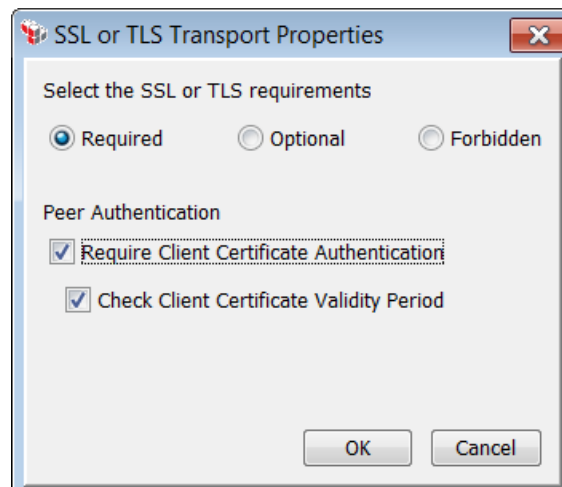 SSL or TLS Transport Properties
Select the SSL or TLS requirements
Required Optional Forbidden
Peer Authentication
Require Client Certificate Authentication
Check Client Certificate Validity Period
OK Cancel